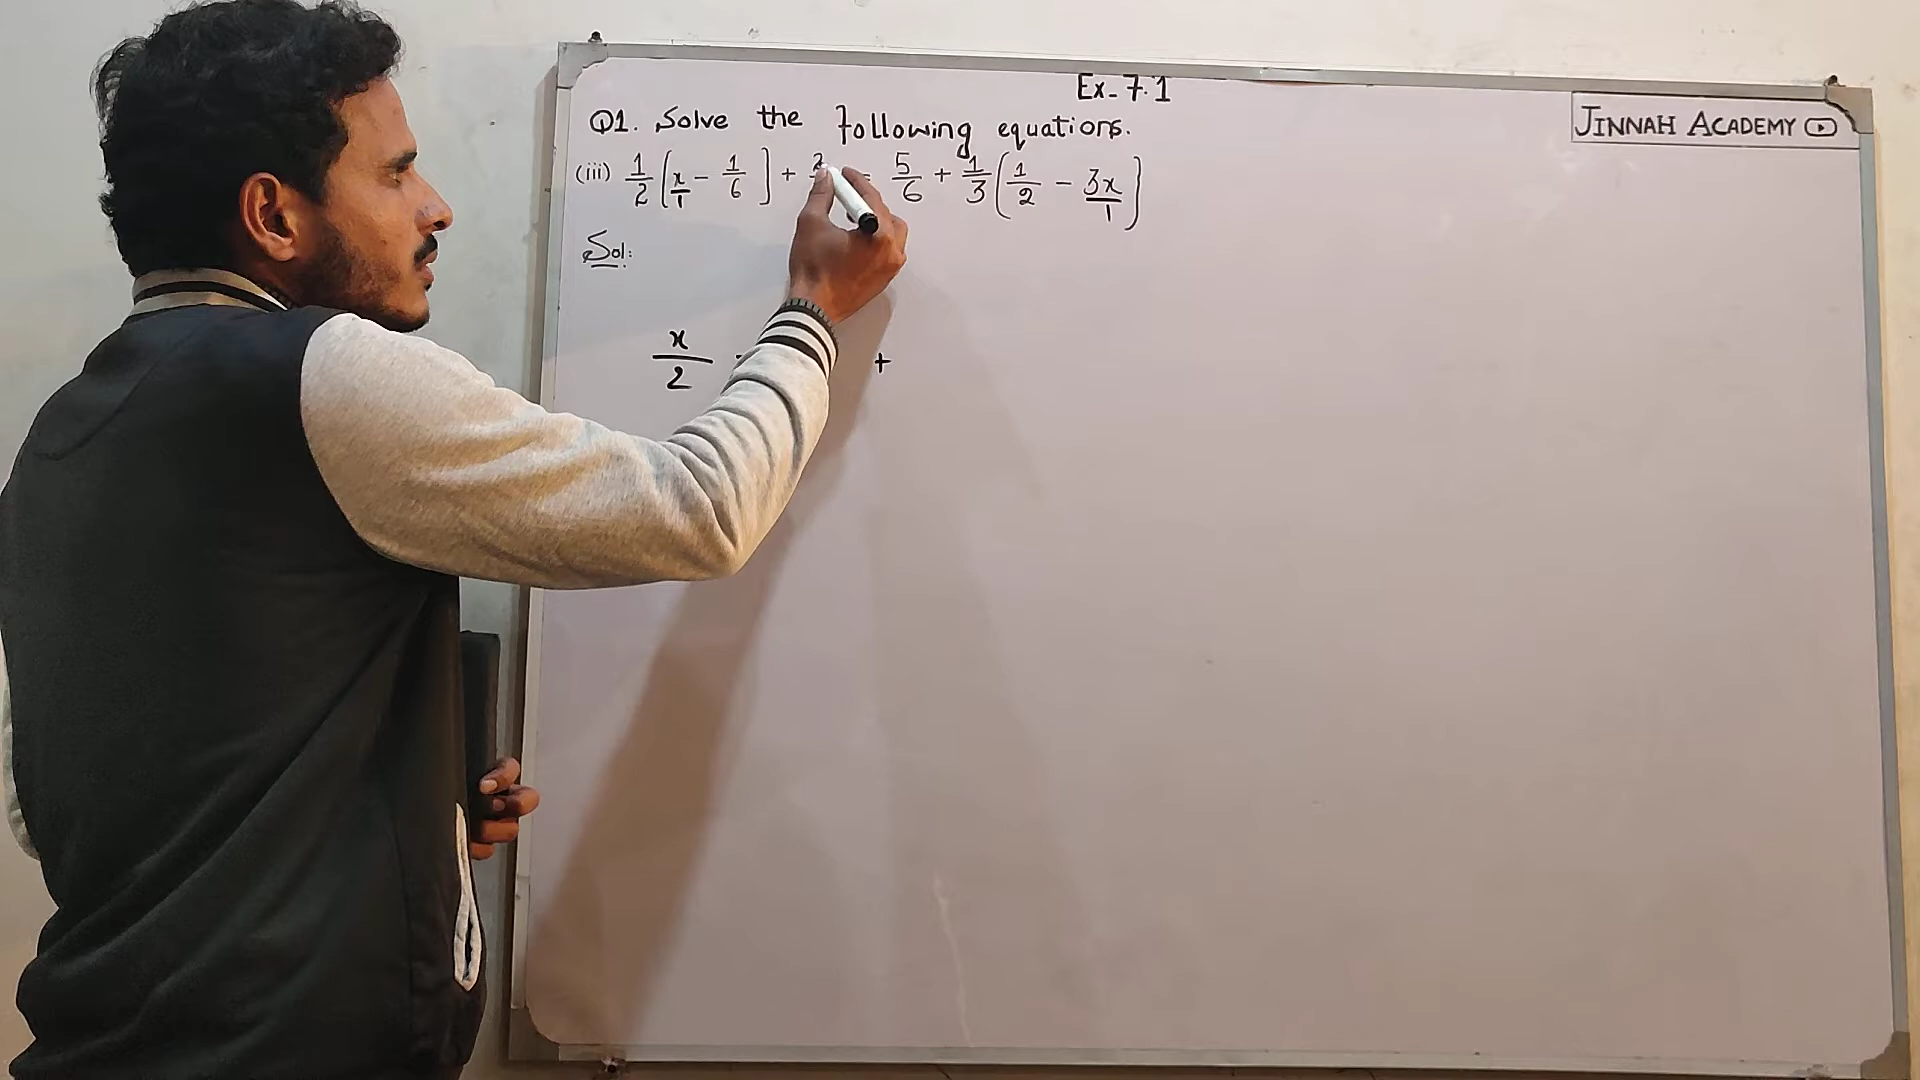 Ex-7.1
JINNAH ACADEMY
Q1. Solve the following equations.
(iii) 1/2 [x/1 - 1/6] + 2 = 5/6 + 1/3 (1/2 - 3x/1)
Sol:
x/2 +